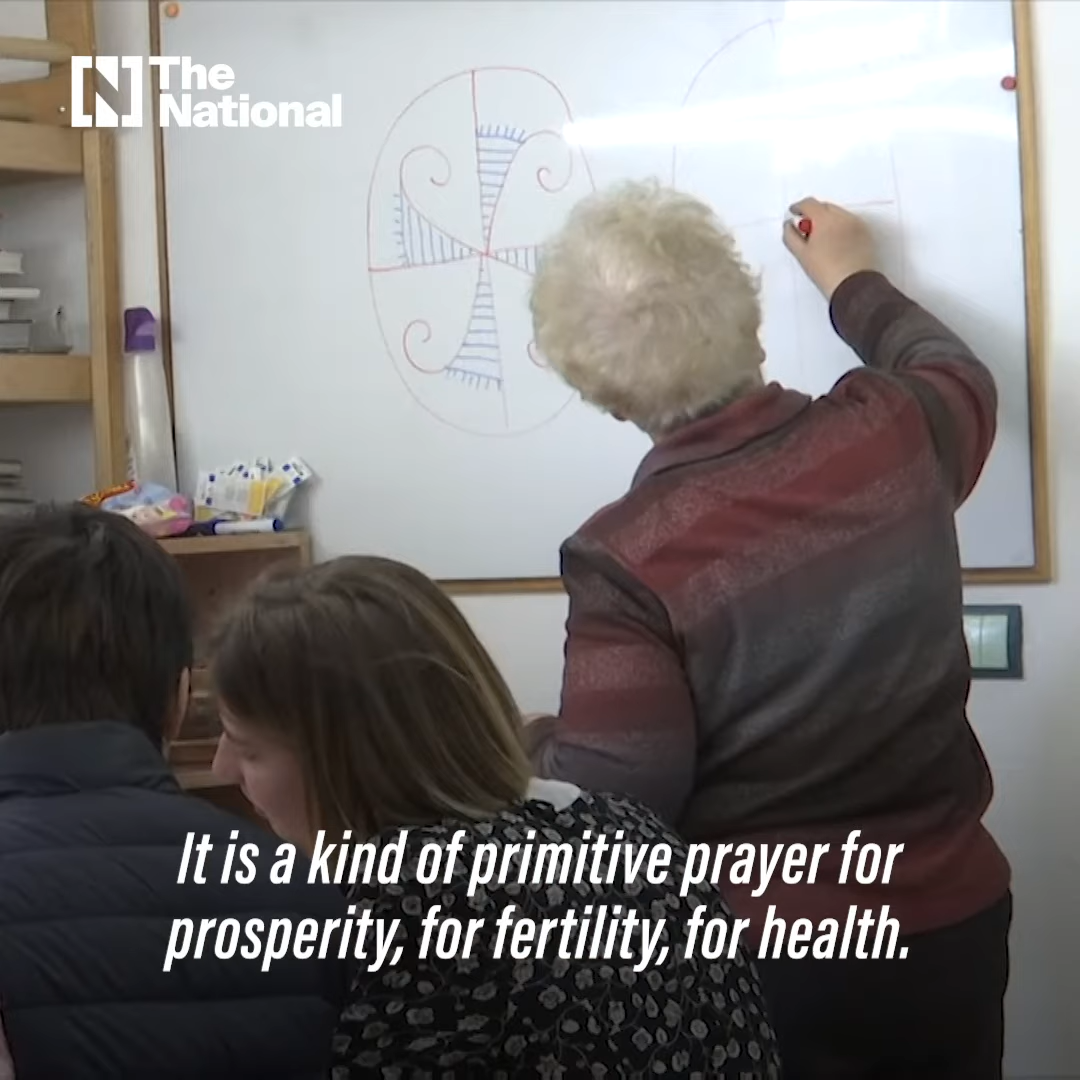 The
National
It is a kind of primitive prayer for
prosperity, for fertility, for health.